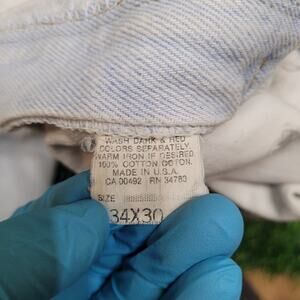 WASH DARK & RED
COLORS SEPARATELY.
WARM IRON IF DESIRED
100% COTTON COTON.
MADE IN U.S.A.
CA 00492 RN 34783
SIZE
34X30